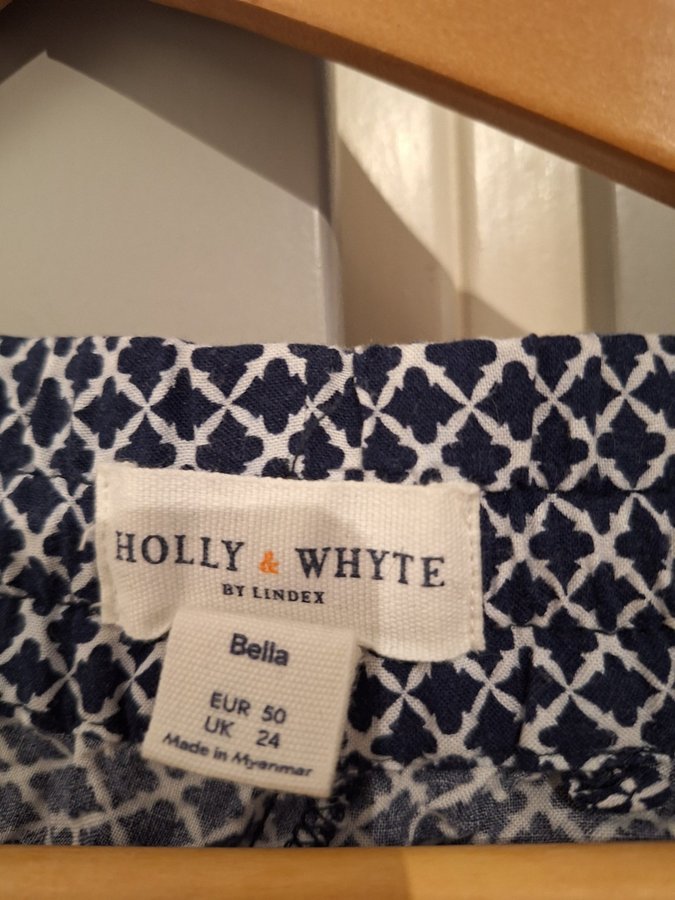 HOLLY & WHYTE
BY LINDEX
Bella
EUR 50
UK 24
Made in Myanmar